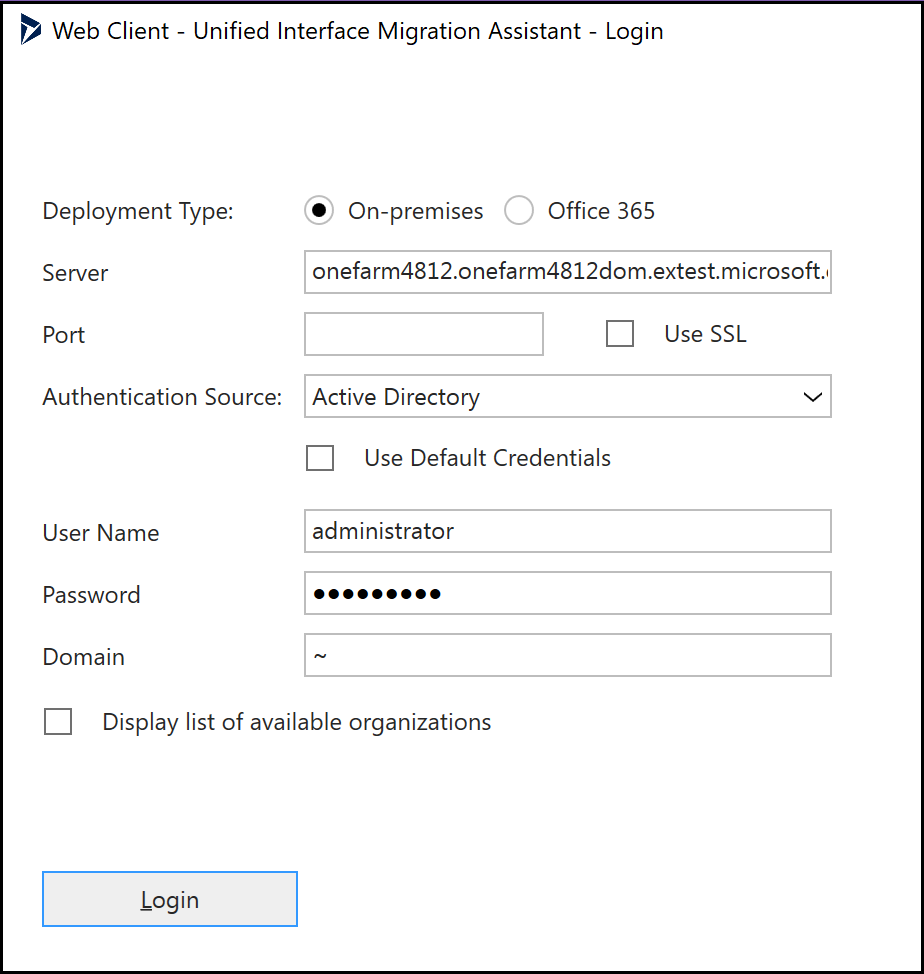 Web Client - Unified Interface Migration Assistant - Login
Deployment Type: On-premises Office 365
Server onefarm4812.onefarm4812dom.extest.microsoft.
Port Use SSL
Authentication Source: Active Directory
Use Default Credentials
User Name administrator
Password ●●●●●●●●●
Domain ~
Display list of available organizations
Login